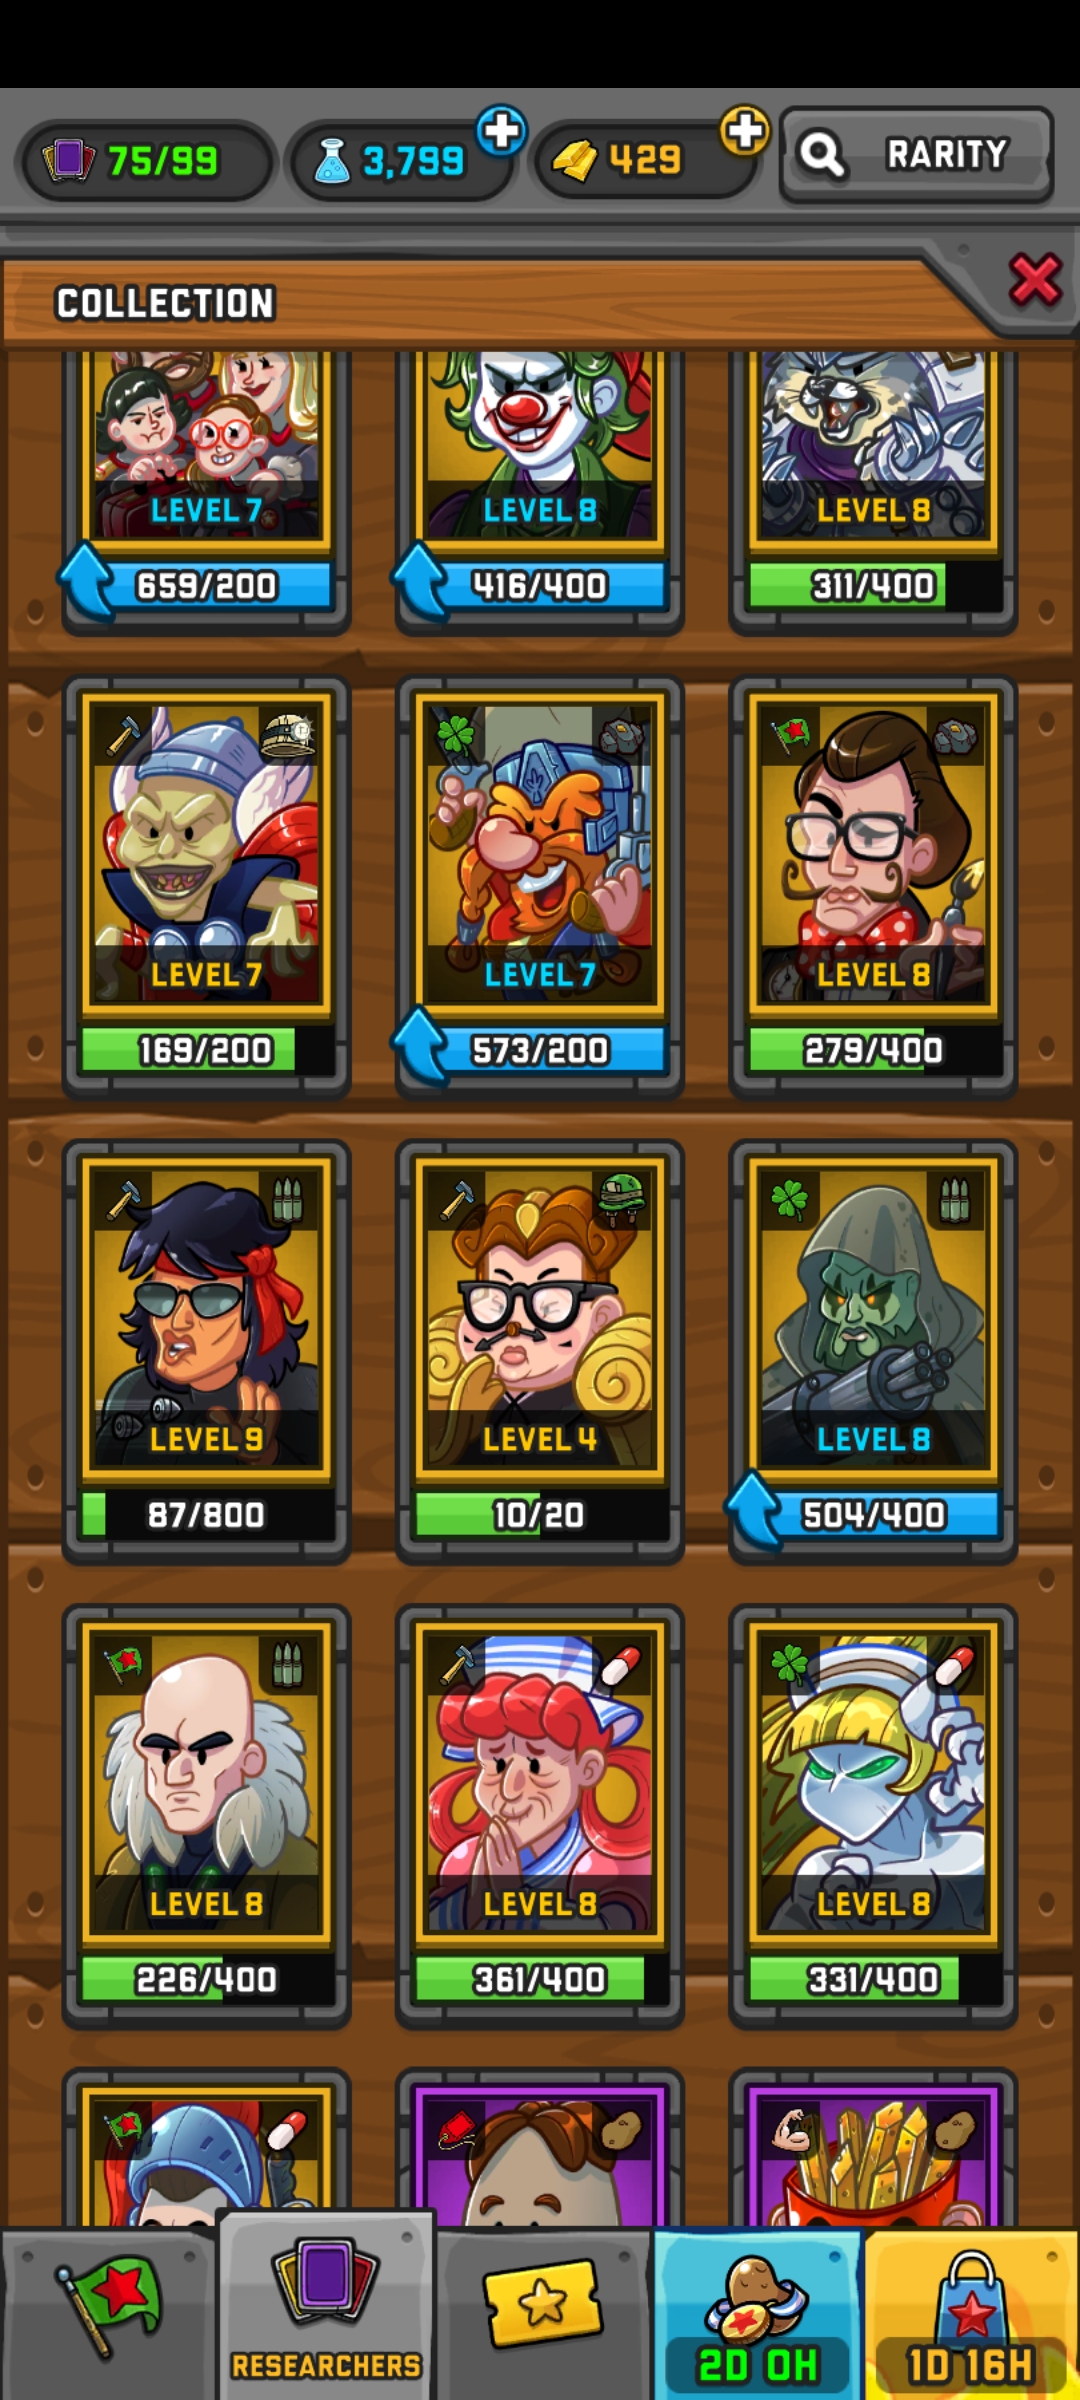 75/99 3,799 429 RARITY
COLLECTION
LEVEL 7 LEVEL 8 LEVEL 8
659/200 416/400 311/400
LEVEL 7 LEVEL 7 LEVEL 8
169/200 573/200 279/400
LEVEL 9 LEVEL 4 LEVEL 8
87/800 10/20 504/400
LEVEL 8 LEVEL 8 LEVEL 8
226/400 361/400 331/400
RESEARCHERS 2D 0H 1D 16H